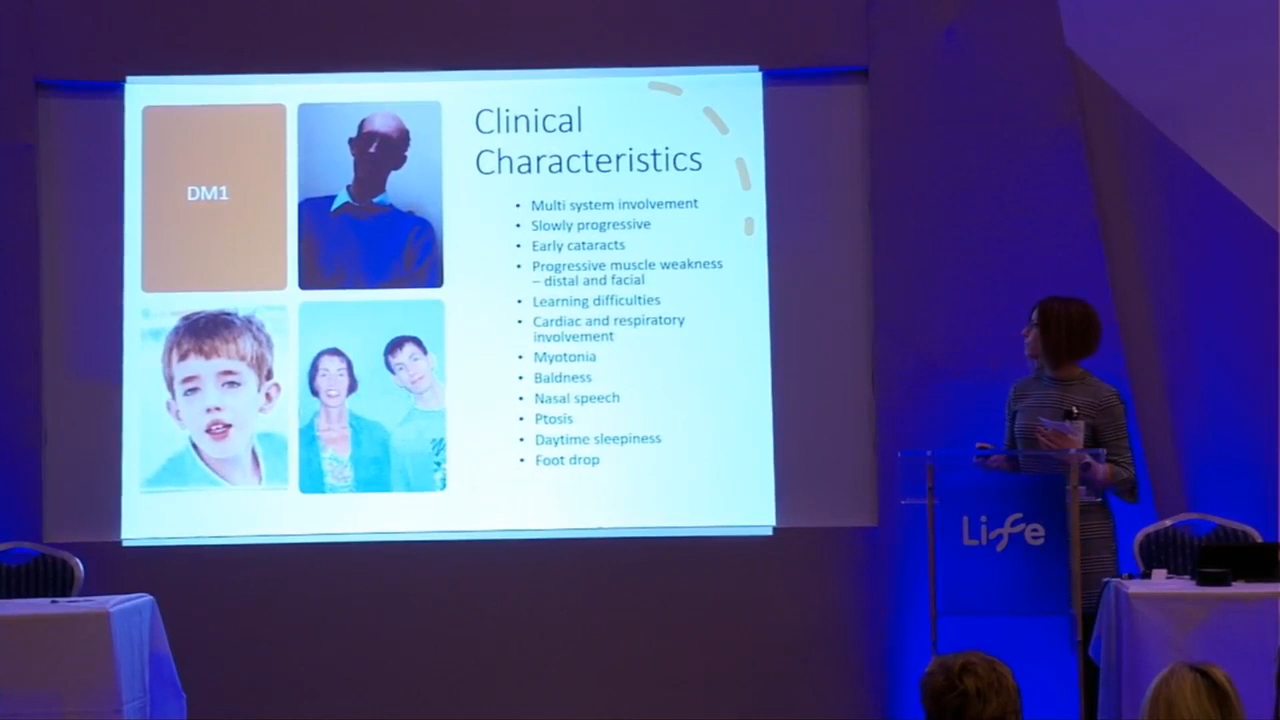 DM1
Clinical
Characteristics
• Multi system involvement
• Slowly progressive
• Early cataracts
• Progressive muscle weakness
– distal and facial
• Learning difficulties
• Cardiac and respiratory
involvement
• Myotonia
• Baldness
• Nasal speech
• Ptosis
• Daytime sleepiness
• Foot drop
Life